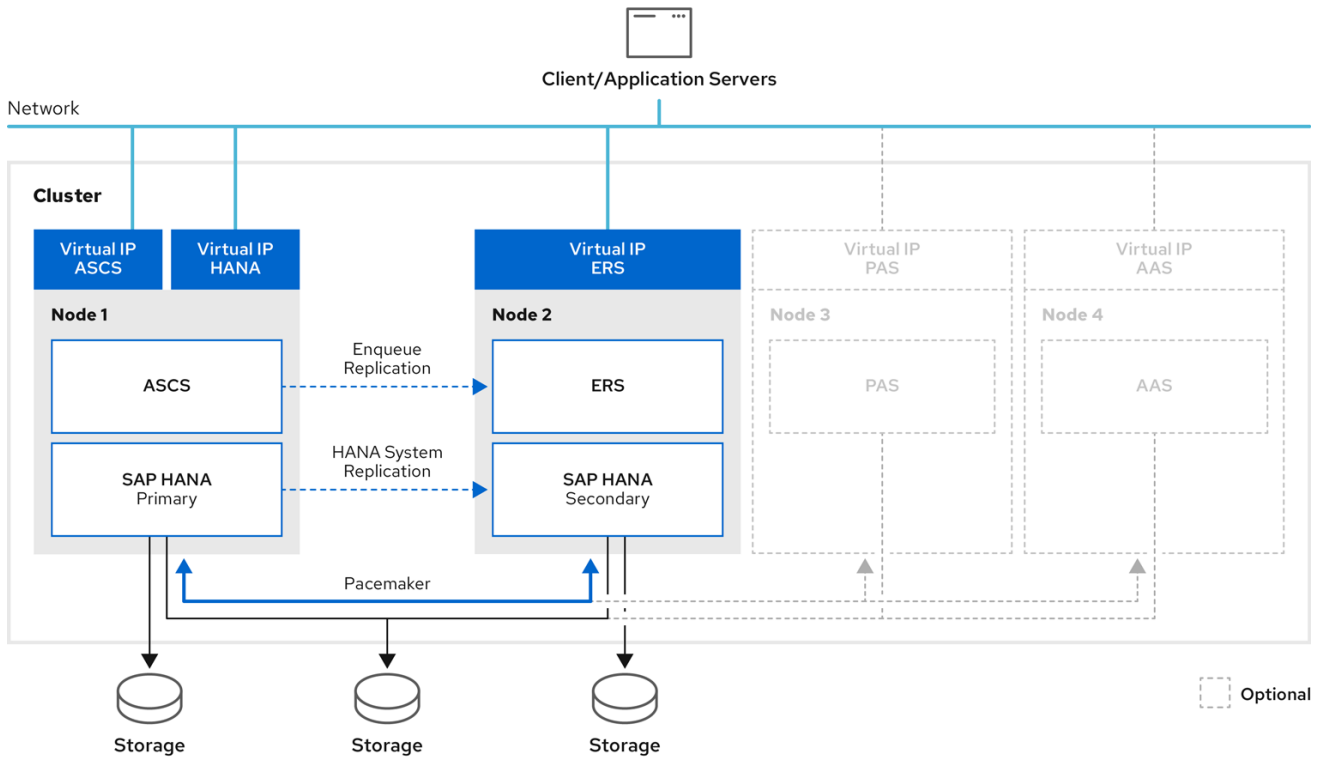 Client/Application Servers
Network
Cluster
Virtual IP
ASCS
Virtual IP
HANA
Virtual IP
ERS
Virtual IP
PAS
Virtual IP
AAS
Node 1
Node 2
Node 3
Node 4
ASCS
Enqueue
Replication
ERS
PAS
AAS
SAP HANA
Primary
HANA System
Replication
SAP HANA
Secondary
Pacemaker
Storage
Storage
Storage
Optional